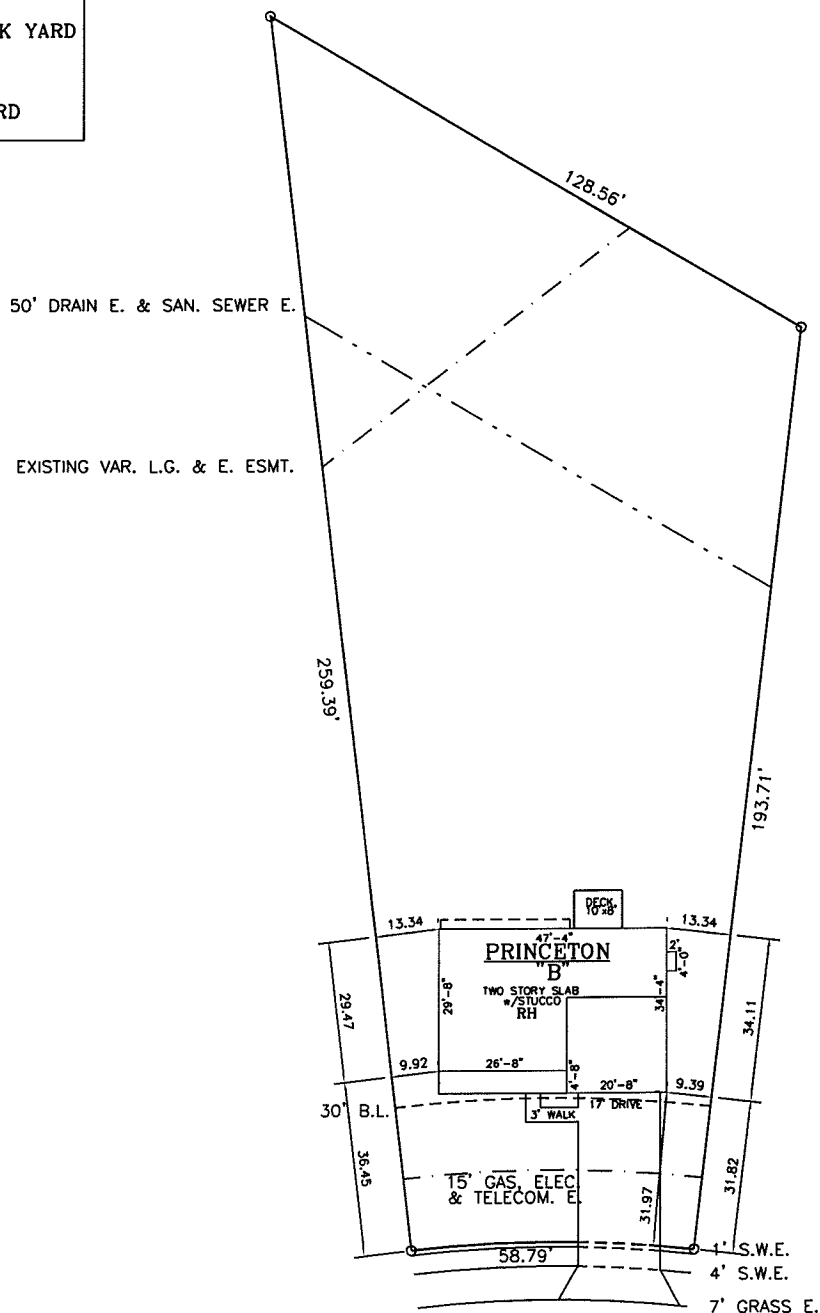 K YARD
RD
128.56'
50' DRAIN E. & SAN. SEWER E.
EXISTING VAR. L.G. & E. ESMT.
259.39'
193.71'
DECK
10'x8'
13.34
47'-4"
13.34
PRINCETON
"B"
2'
4'-0"
TWO STORY SLAB
w/STUCCO
RH
29'-8"
34'-4"
29.47
34.11
9.92
26'-8"
4'-8"
20'-8"
9.39
30' B.L.
17' DRIVE
3' WALK
36.45
31.82
15' GAS, ELEC.
& TELECOM. E.
31.97
58.79'
1' S.W.E.
4' S.W.E.
7' GRASS E.